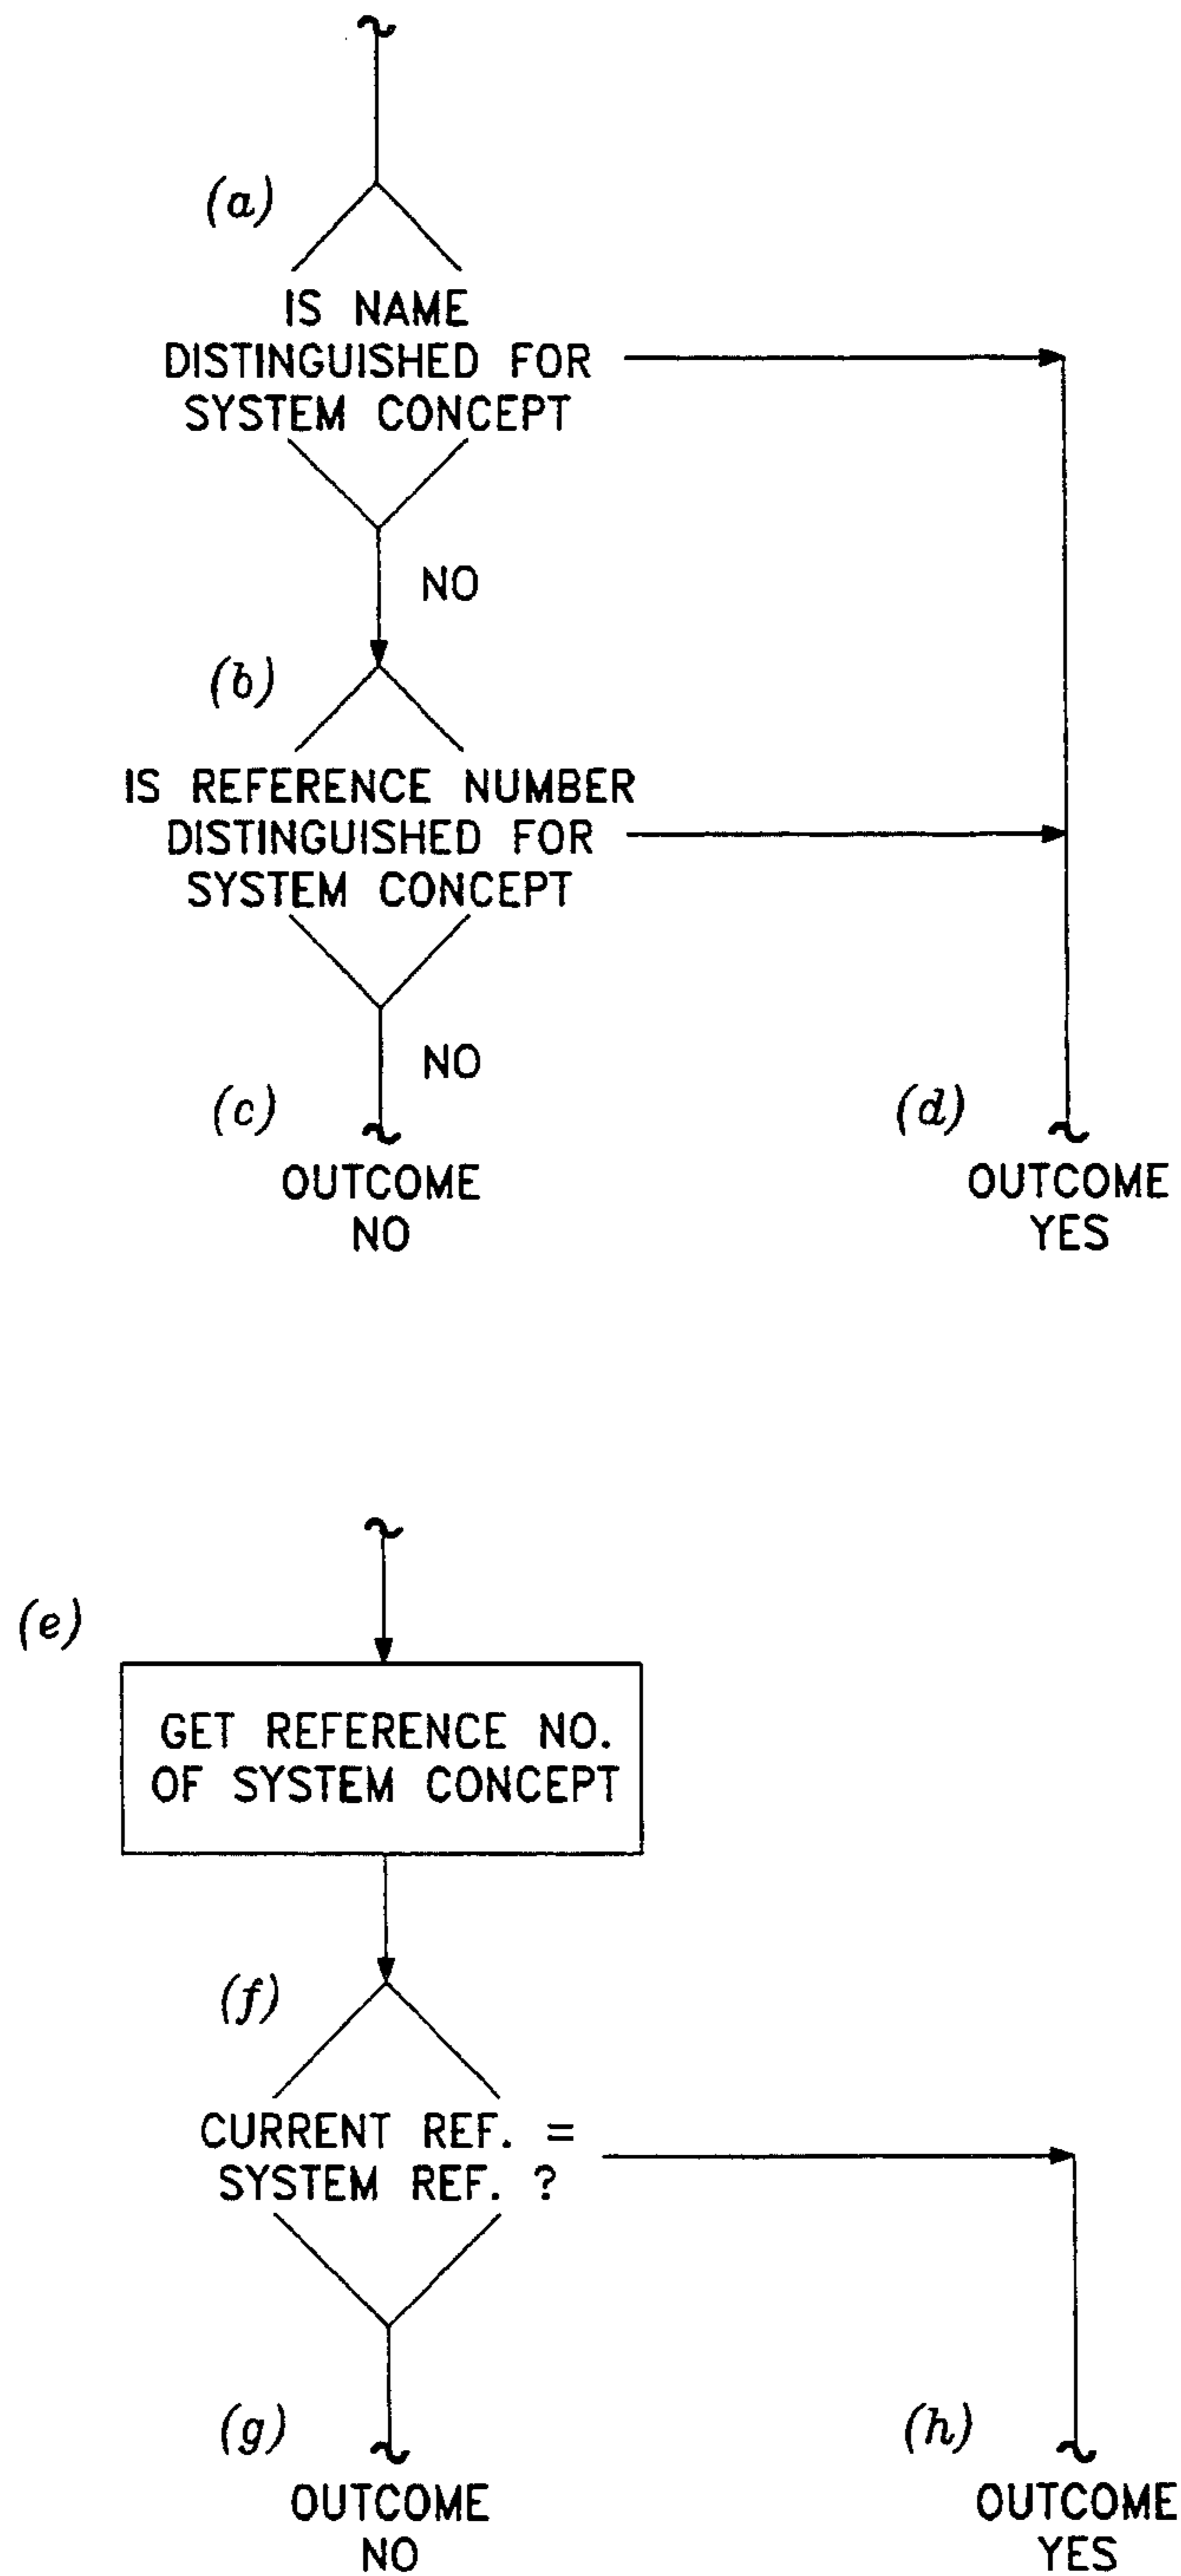 (a)
IS NAME
DISTINGUISHED FOR
SYSTEM CONCEPT
NO
(b)
IS REFERENCE NUMBER
DISTINGUISHED FOR
SYSTEM CONCEPT
NO
(c)
OUTCOME
NO
(d)
OUTCOME
YES
(e)
GET REFERENCE NO.
OF SYSTEM CONCEPT
(f)
CURRENT REF. =
SYSTEM REF. ?
(g)
OUTCOME
NO
(h)
OUTCOME
YES